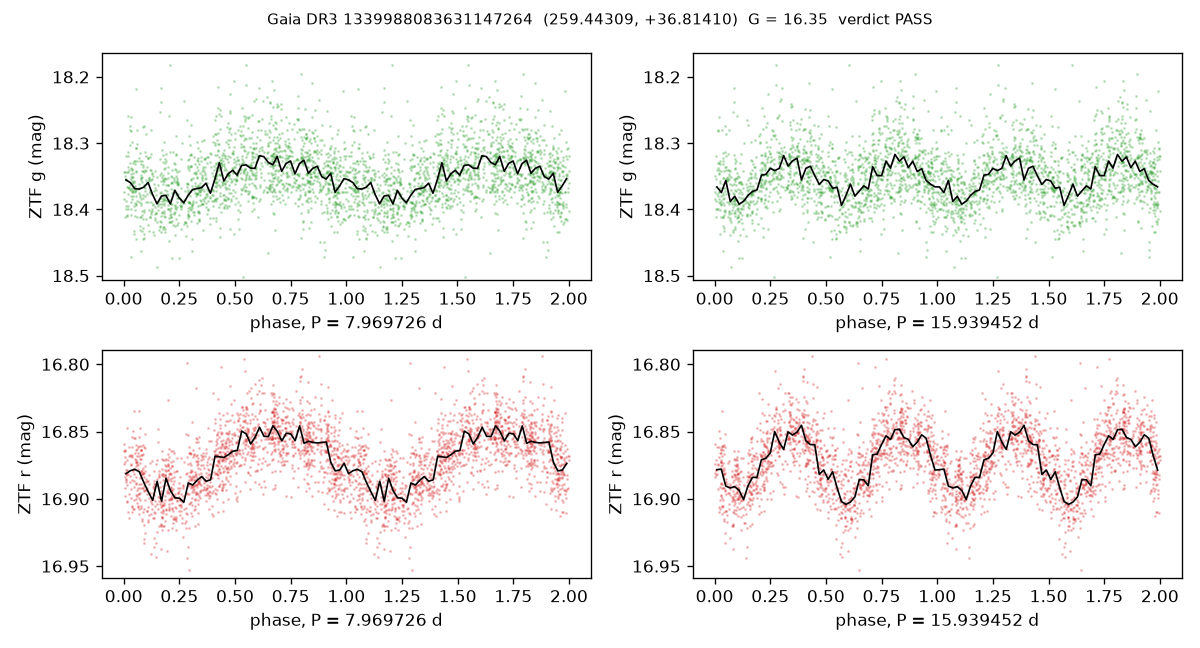 Gaia DR3 1339988083631147264 (259.44309, +36.81410) G = 16.35 verdict PASS
ZTF g (mag)
18.2
18.3
18.4
18.5
0.00 0.25 0.50 0.75 1.00 1.25 1.50 1.75 2.00
phase, P = 7.969726 d
ZTF g (mag)
18.2
18.3
18.4
18.5
0.00 0.25 0.50 0.75 1.00 1.25 1.50 1.75 2.00
phase, P = 15.939452 d
ZTF r (mag)
16.80
16.85
16.90
16.95
0.00 0.25 0.50 0.75 1.00 1.25 1.50 1.75 2.00
phase, P = 7.969726 d
ZTF r (mag)
16.80
16.85
16.90
16.95
0.00 0.25 0.50 0.75 1.00 1.25 1.50 1.75 2.00
phase, P = 15.939452 d